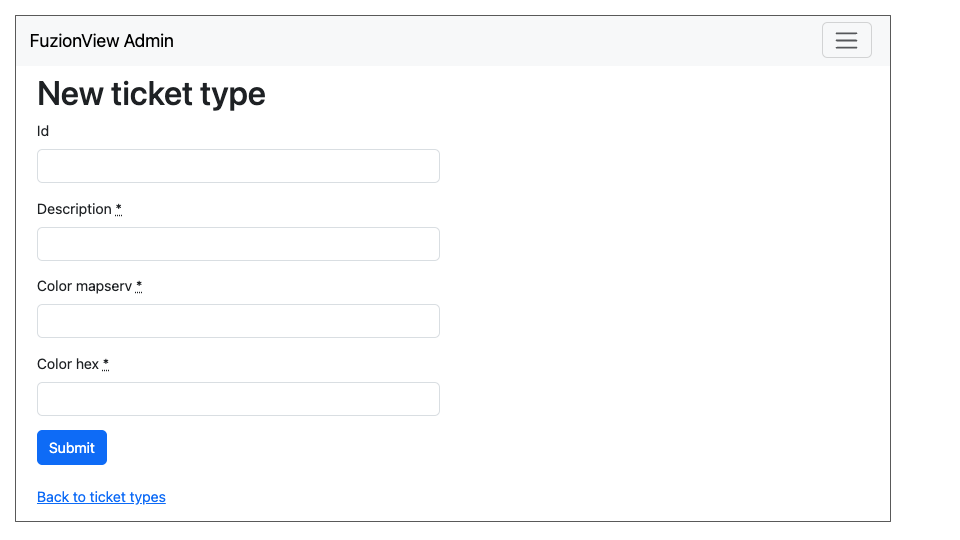 FuzionView Admin
New ticket type
Id
Description *
Color mapserv *
Color hex *
Submit
Back to ticket types